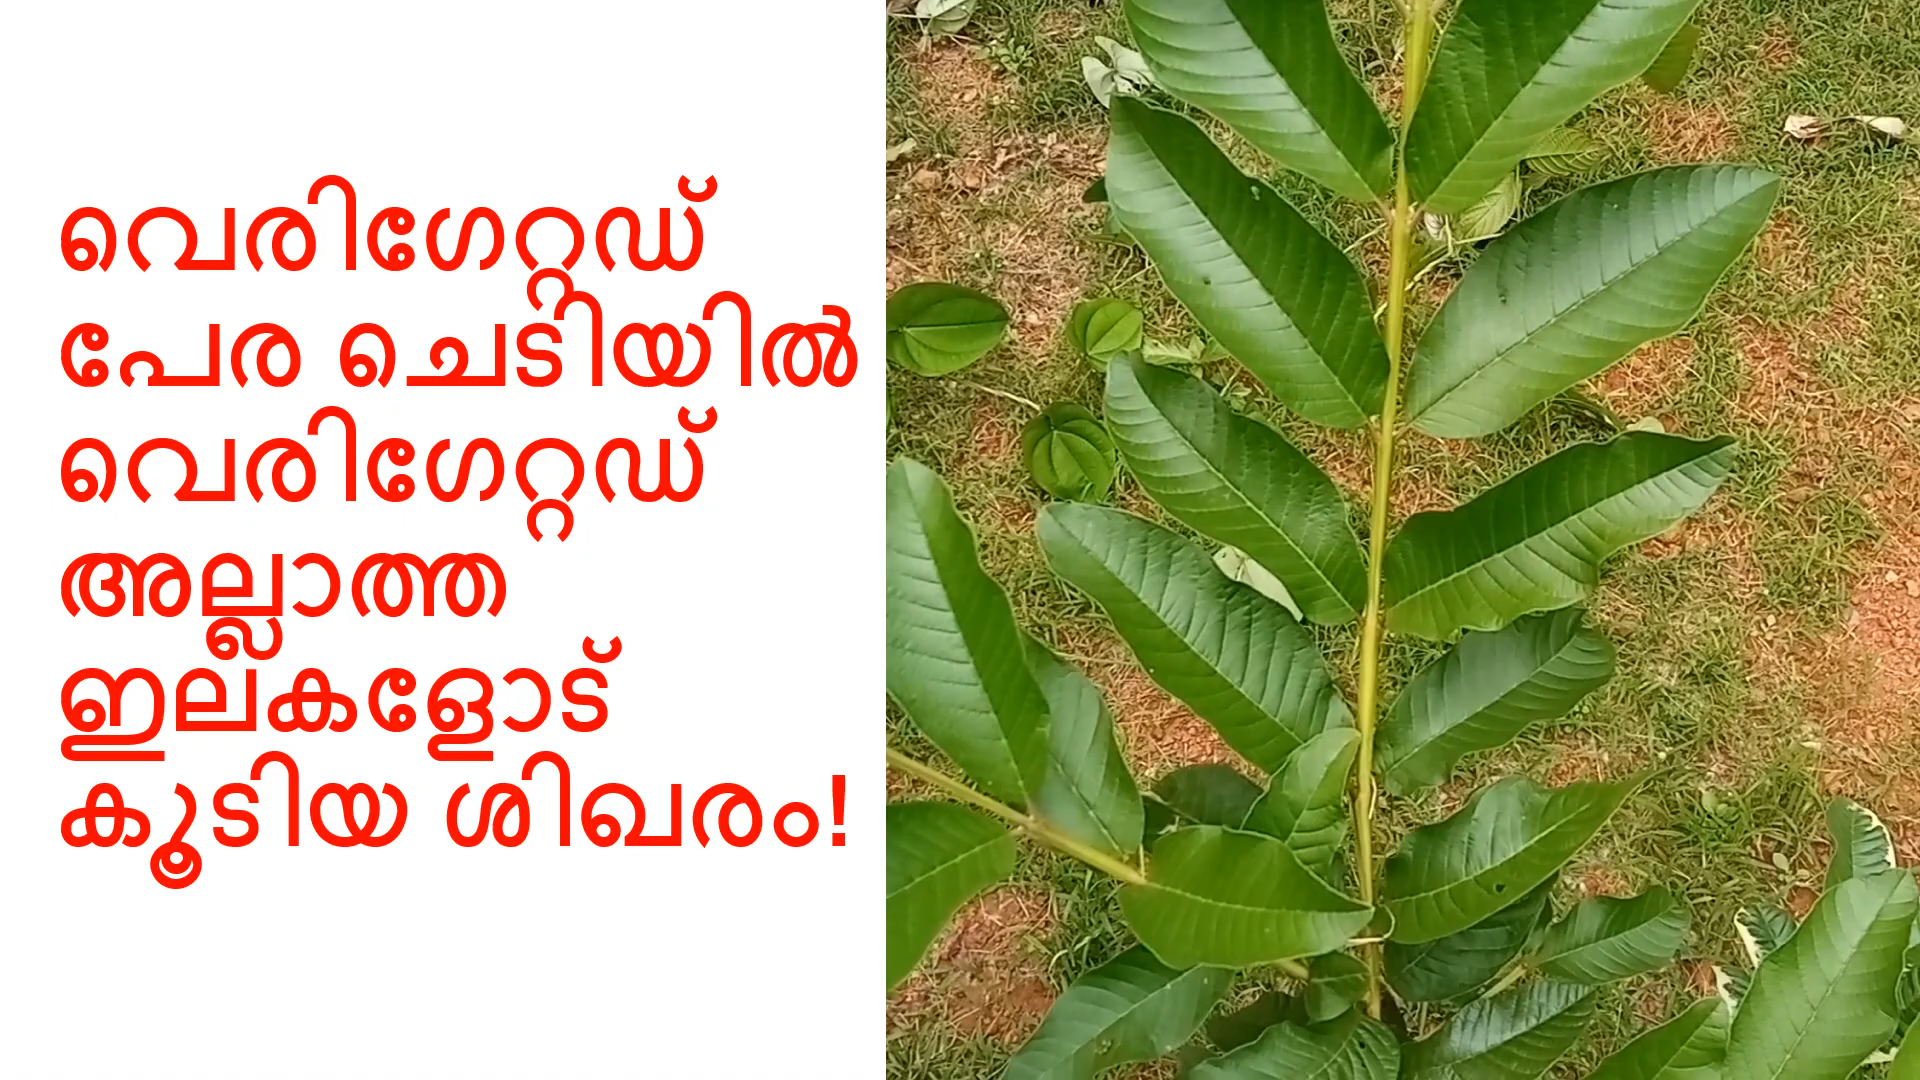 വെരിഗേറ്റഡ്
പേര ചെടിയിൽ
വെരിഗേറ്റഡ്
അല്ലാത്ത
ഇലകളോട്
കൂടിയ ശിഖരം!